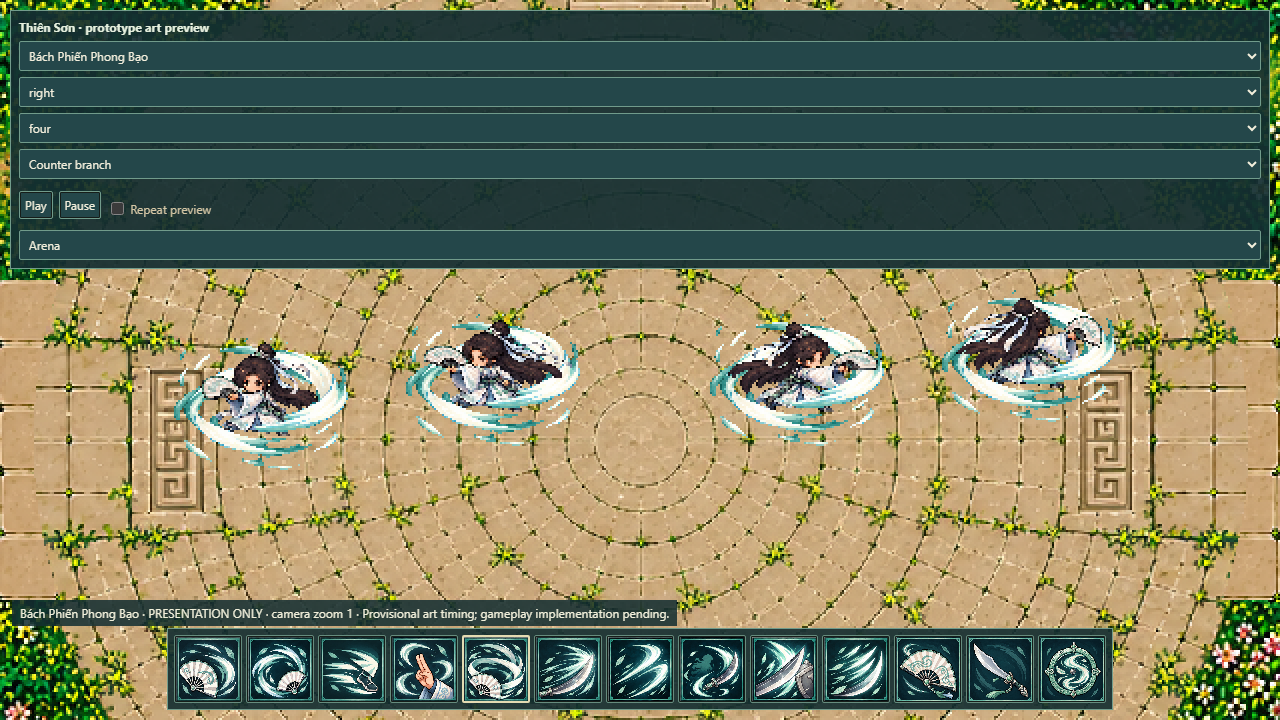 Thiên Sơn · prototype art preview
Bách Phiến Phong Bạo
right
four
Counter branch
Play Pause Repeat preview
Arena
Bách Phiến Phong Bạo · PRESENTATION ONLY · camera zoom 1 · Provisional art timing; gameplay implementation pending.